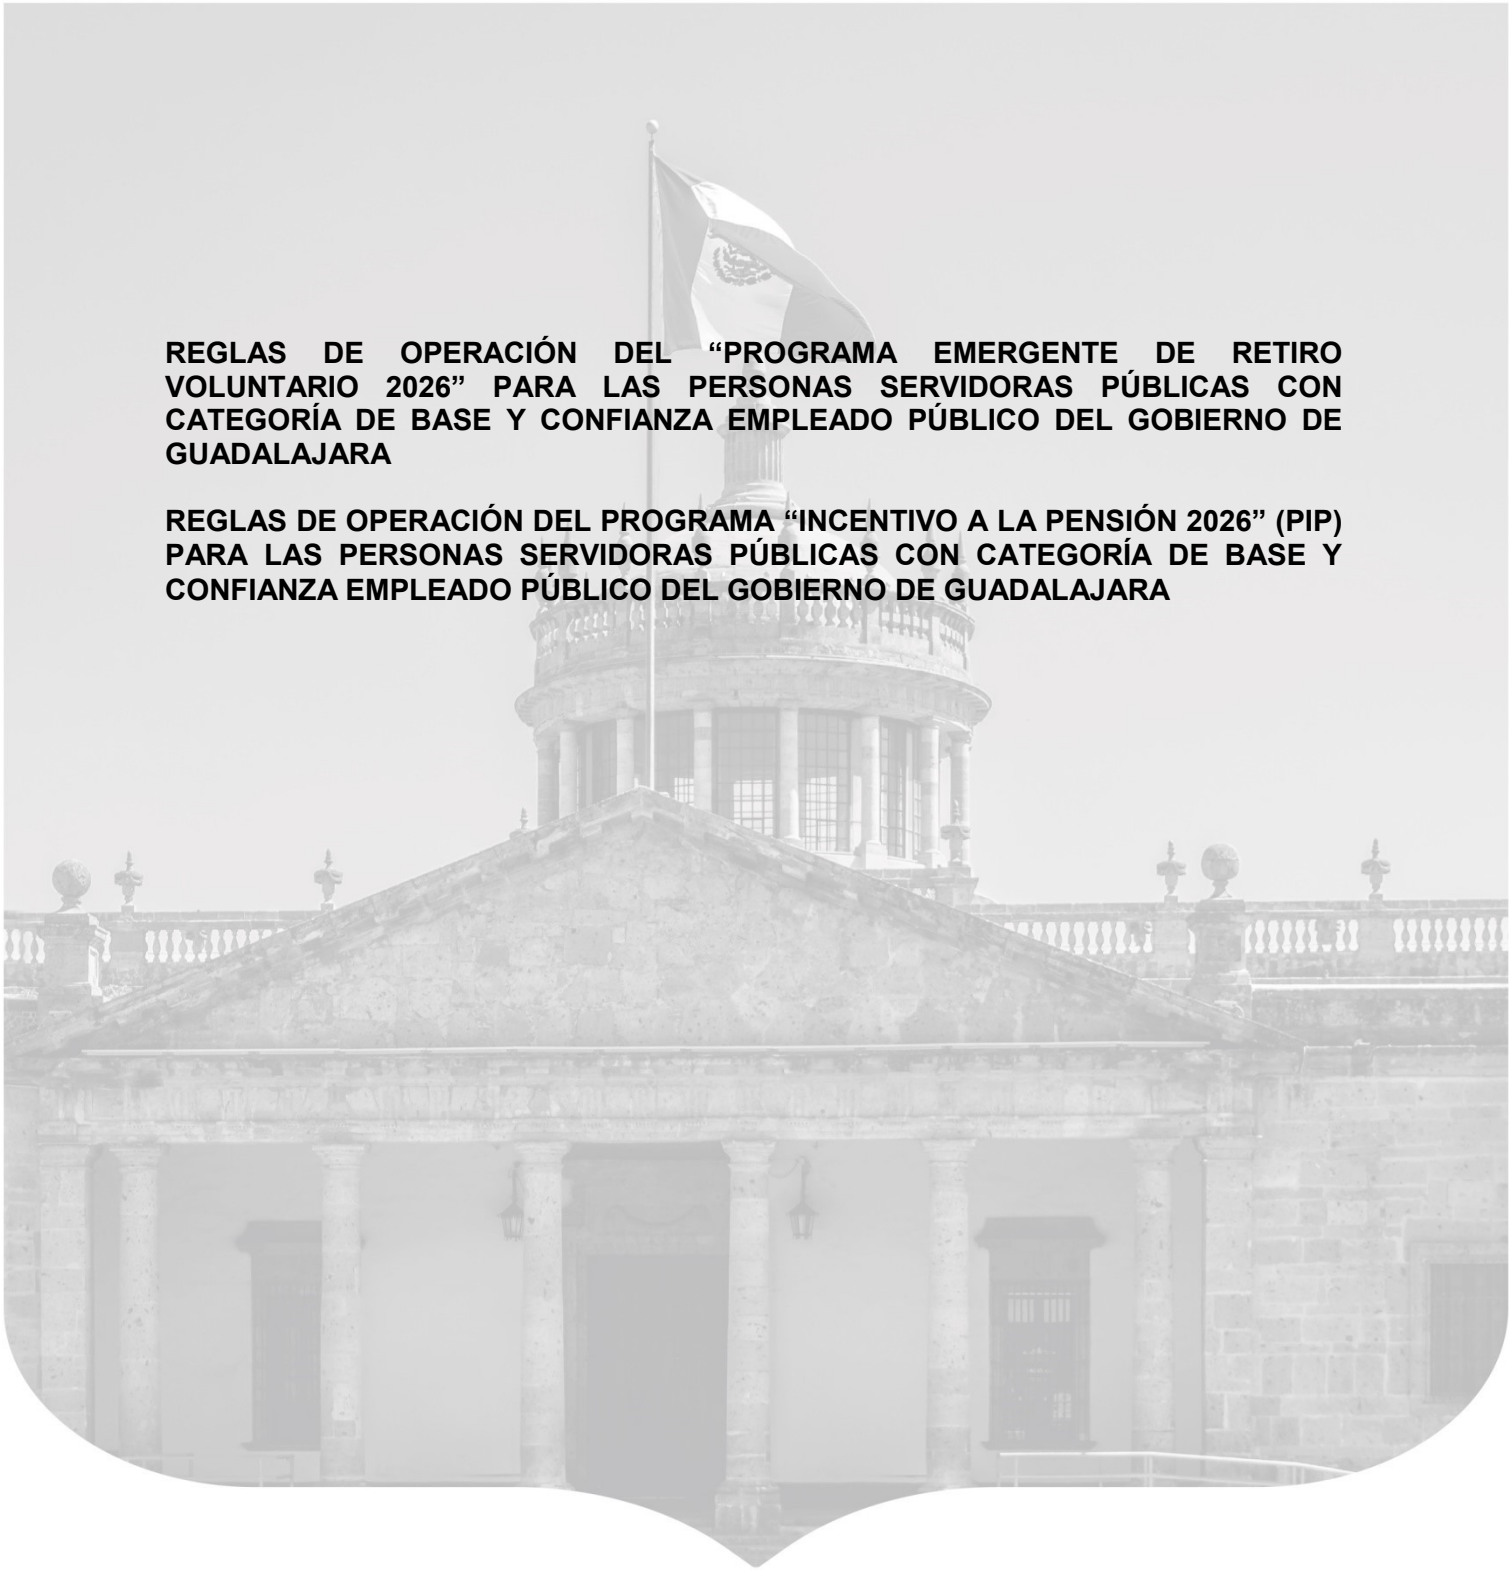 REGLAS DE OPERACIÓN DEL “PROGRAMA EMERGENTE DE RETIRO
VOLUNTARIO 2026” PARA LAS PERSONAS SERVIDORAS PÚBLICAS CON
CATEGORÍA DE BASE Y CONFIANZA EMPLEADO PÚBLICO DEL GOBIERNO DE
GUADALAJARA
REGLAS DE OPERACIÓN DEL PROGRAMA “INCENTIVO A LA PENSIÓN 2026” (PIP)
PARA LAS PERSONAS SERVIDORAS PÚBLICAS CON CATEGORÍA DE BASE Y
CONFIANZA EMPLEADO PÚBLICO DEL GOBIERNO DE GUADALAJARA